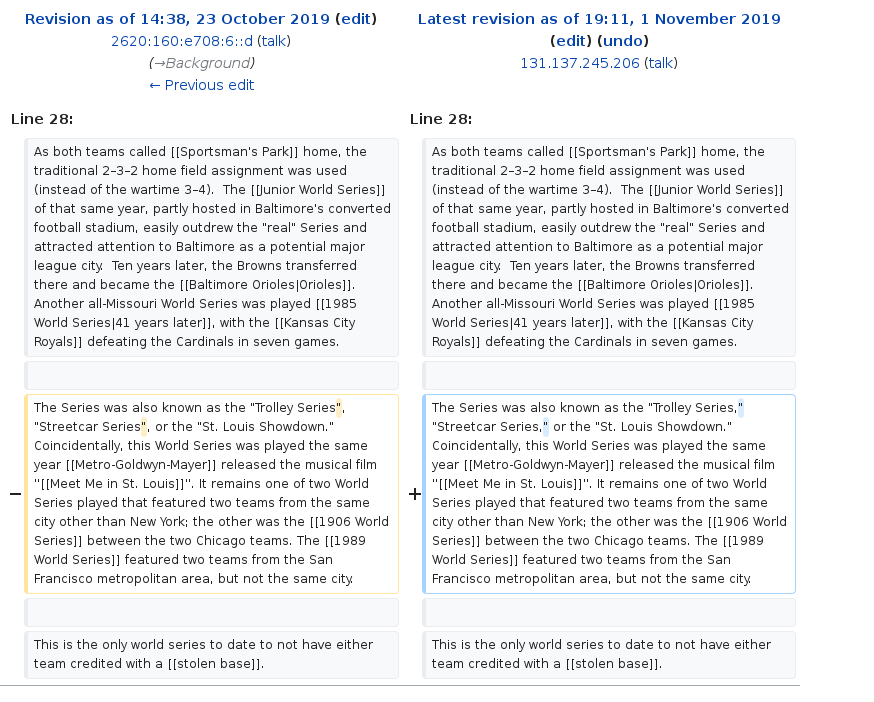 Revision as of 14:38, 23 October 2019 (edit)
2620:160:e708:6::d (talk)
(→Background)
← Previous edit
Latest revision as of 19:11, 1 November 2019
(edit) (undo)
131.137.245.206 (talk)
Line 28:
Line 28:
As both teams called [[Sportsman's Park]] home, the
traditional 2–3–2 home field assignment was used
(instead of the wartime 3–4).  The [[Junior World Series]]
of that same year, partly hosted in Baltimore's converted
football stadium, easily outdrew the "real" Series and
attracted attention to Baltimore as a potential major
league city.  Ten years later, the Browns transferred
there and became the [[Baltimore Orioles|Orioles]].
Another all-Missouri World Series was played [[1985
World Series|41 years later]], with the [[Kansas City
Royals]] defeating the Cardinals in seven games.
As both teams called [[Sportsman's Park]] home, the
traditional 2–3–2 home field assignment was used
(instead of the wartime 3–4).  The [[Junior World Series]]
of that same year, partly hosted in Baltimore's converted
football stadium, easily outdrew the "real" Series and
attracted attention to Baltimore as a potential major
league city.  Ten years later, the Browns transferred
there and became the [[Baltimore Orioles|Orioles]].
Another all-Missouri World Series was played [[1985
World Series|41 years later]], with the [[Kansas City
Royals]] defeating the Cardinals in seven games.
−
The Series was also known as the "Trolley Series",
"Streetcar Series", or the "St. Louis Showdown."
Coincidentally, this World Series was played the same
year [[Metro-Goldwyn-Mayer]] released the musical film
''[[Meet Me in St. Louis]]''. It remains one of two World
Series played that featured two teams from the same
city other than New York; the other was the [[1906 World
Series]] between the two Chicago teams. The [[1989
World Series]] featured two teams from the San
Francisco metropolitan area, but not the same city.
+
The Series was also known as the "Trolley Series,"
"Streetcar Series," or the "St. Louis Showdown."
Coincidentally, this World Series was played the same
year [[Metro-Goldwyn-Mayer]] released the musical film
''[[Meet Me in St. Louis]]''. It remains one of two World
Series played that featured two teams from the same
city other than New York; the other was the [[1906 World
Series]] between the two Chicago teams. The [[1989
World Series]] featured two teams from the San
Francisco metropolitan area, but not the same city.
This is the only world series to date to not have either
team credited with a [[stolen base]].
This is the only world series to date to not have either
team credited with a [[stolen base]].